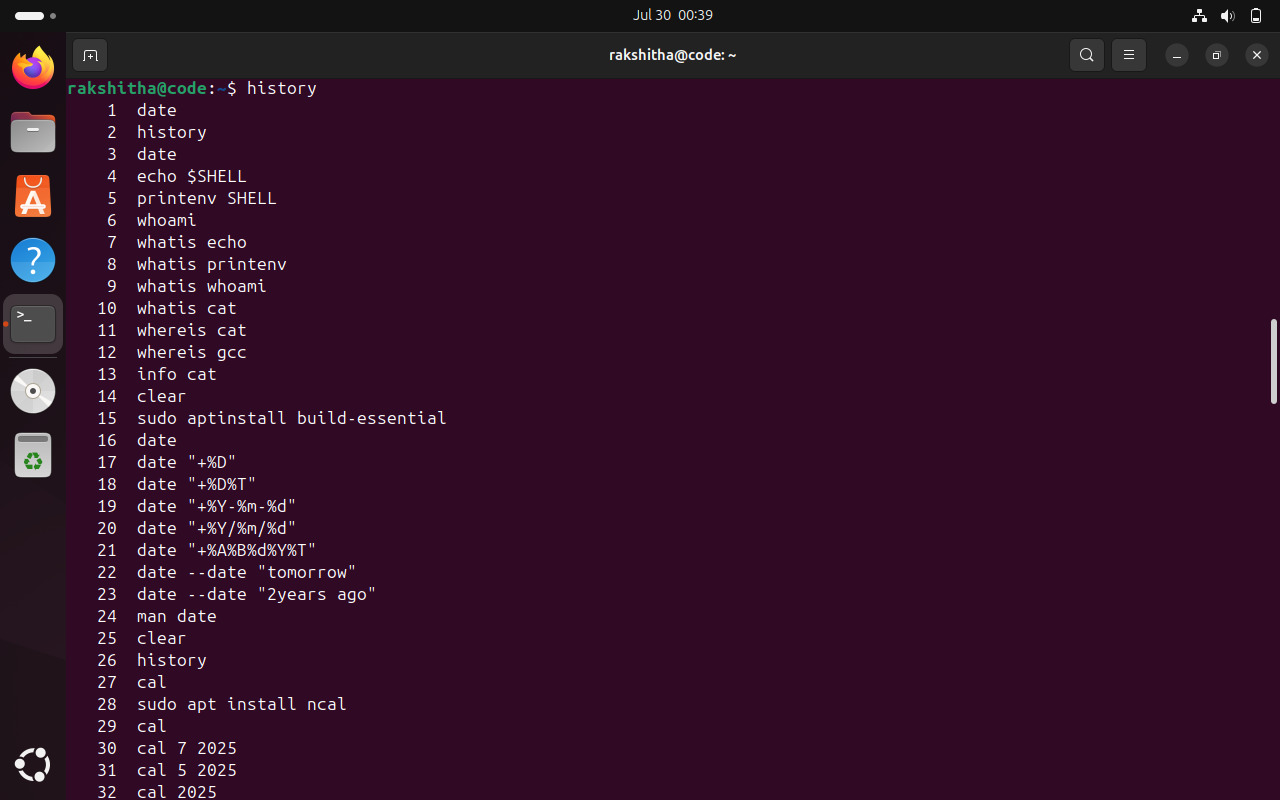 Jul 30 00:39
rakshitha@code: ~
rakshitha@code:~$ history
1 date
2 history
3 date
4 echo $SHELL
5 printenv SHELL
6 whoami
7 whatis echo
8 whatis printenv
9 whatis whoami
10 whatis cat
11 whereis cat
12 whereis gcc
13 info cat
14 clear
15 sudo aptinstall build-essential
16 date
17 date "+%D"
18 date "+%D%T"
19 date "+%Y-%m-%d"
20 date "+%Y/%m/%d"
21 date "+%A%B%d%Y%T"
22 date --date "tomorrow"
23 date --date "2years ago"
24 man date
25 clear
26 history
27 cal
28 sudo apt install ncal
29 cal
30 cal 7 2025
31 cal 5 2025
32 cal 2025